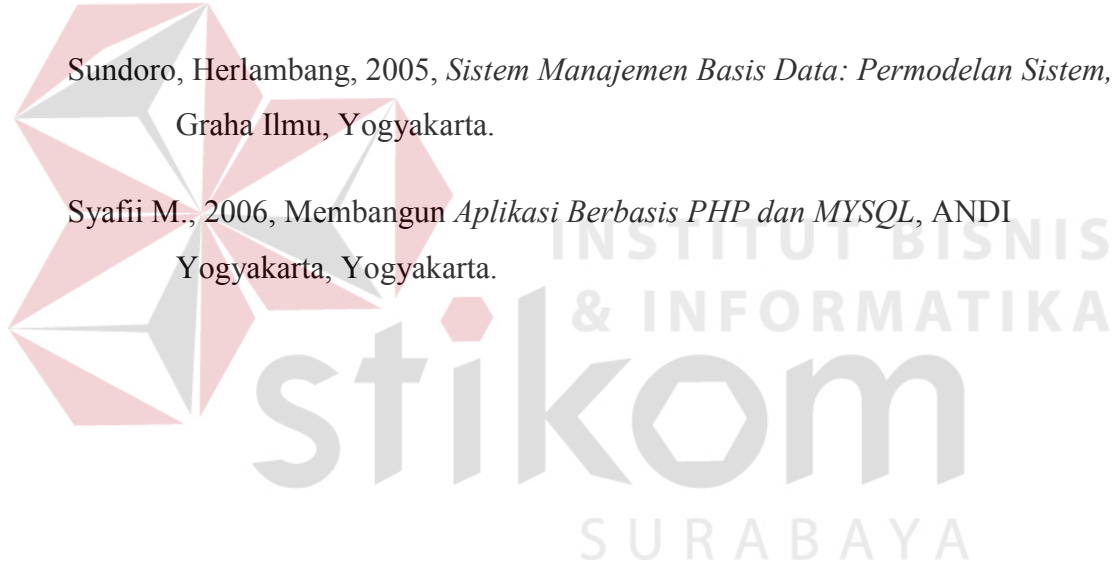 Sundoro, Herlambang, 2005, Sistem Manajemen Basis Data: Permodelan Sistem,
Graha Ilmu, Yogyakarta.
Syafii M., 2006, Membangun Aplikasi Berbasis PHP dan MYSQL, ANDI
Yogyakarta, Yogyakarta.
INSTITUT BISNIS
& INFORMATIKA
stikom
SURABAYA